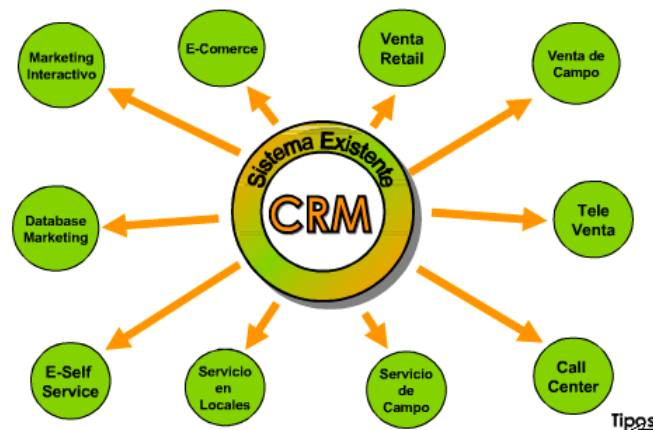 Marketing
Interactivo
E-Comerce
Venta
Retail
Venta de
Campo
Sistema Existente
CRM
Database
Marketing
Tele
Venta
E-Self
Service
Servicio
en
Locales
Servicio
de
Campo
Call
Center
Tipos